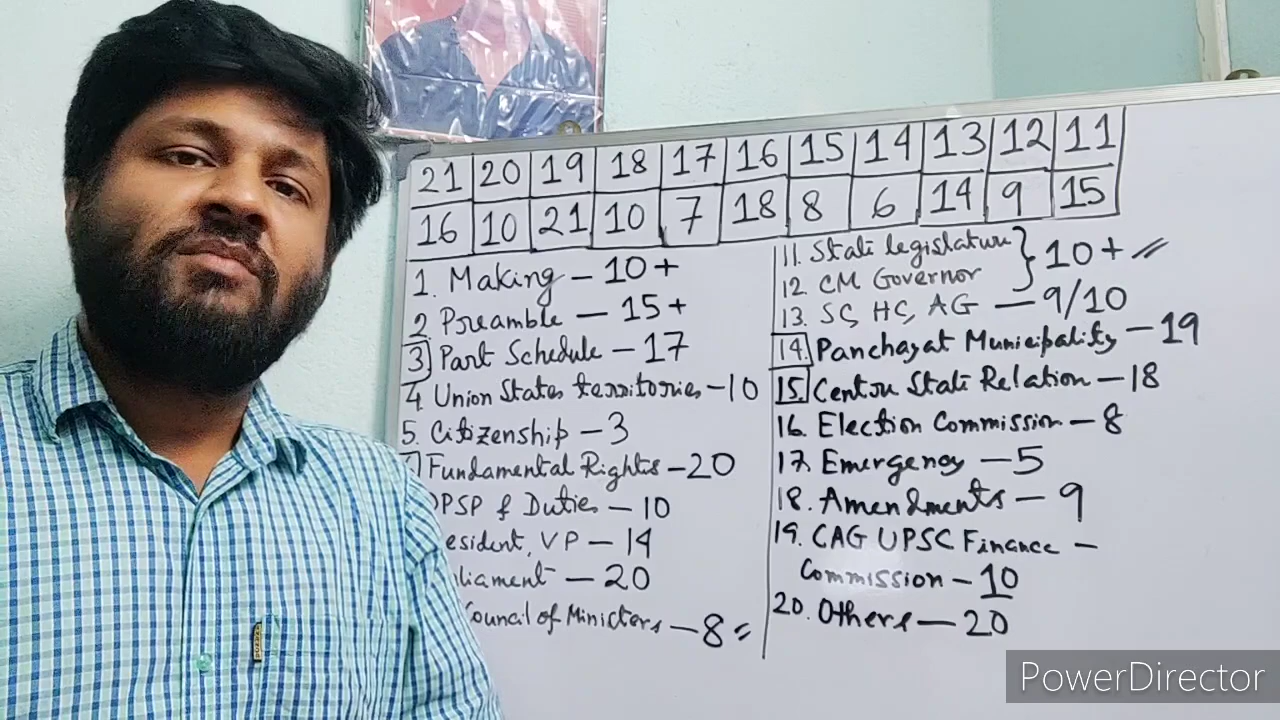 21 20 19 18 17 16 15 14 13 12 11
16 10 21 10 7 18 8 6 14 9 15
1. Making - 10+
2. Preamble - 15+
3. Part Schedule - 17
4. Union States territories - 10
5. Citizenship - 3
Fundamental Rights - 20
DPSP & Duties - 10
esident, VP - 14
liament - 20
Council of Ministers - 8 =
11. State legislature
12. CM Governor } 10+
13. SC, HC, AG - 9/10
14. Panchayat Municipality - 19
15. Centre State Relation - 18
16. Election Commission - 8
17. Emergency - 5
18. Amendments - 9
19. CAG UPSC Finance -
Commission - 10
20. Others - 20
PowerDirector